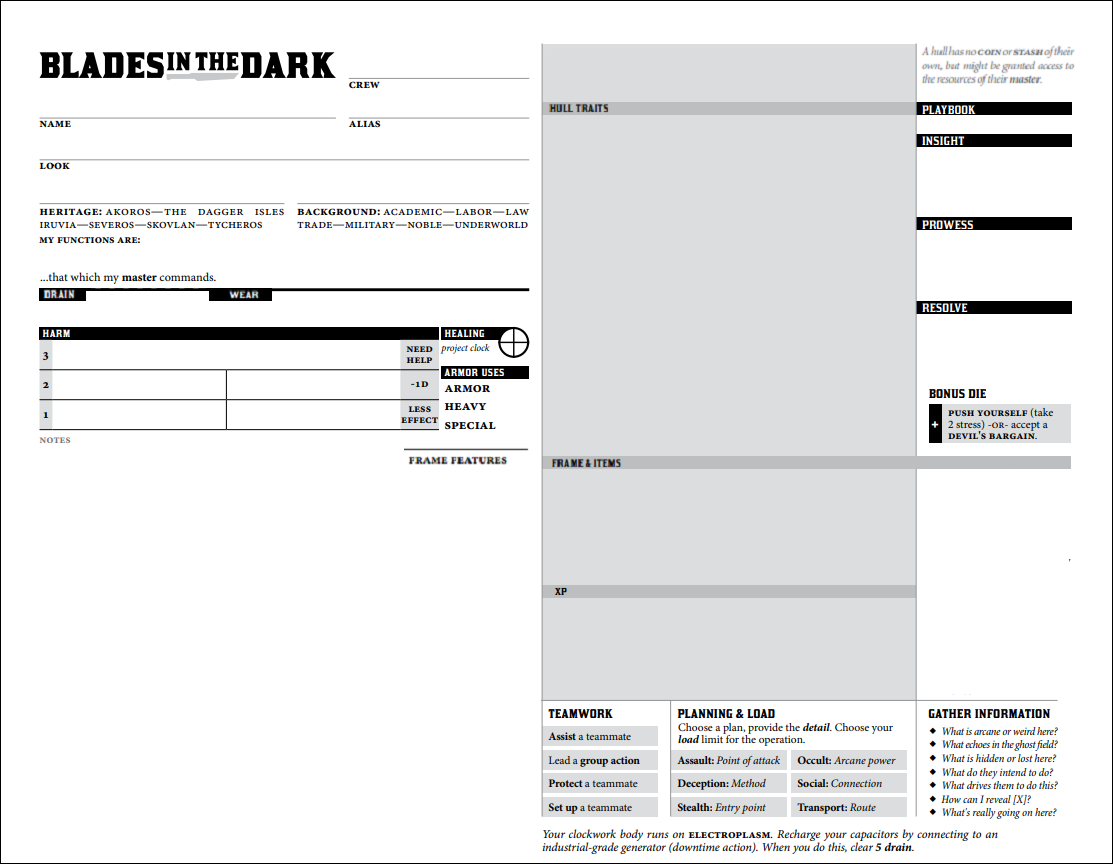 BLADES IN THE DARK
CREW
NAME
ALIAS
LOOK
HERITAGE: AKOROS—THE DAGGER ISLES
IRUVIA—SEVEROS—SKOVLAN—TYCHEROS
BACKGROUND: ACADEMIC—LABOR—LAW
TRADE—MILITARY—NOBLE—UNDERWORLD
MY FUNCTIONS ARE:
...that which my master commands.
DRAIN
WEAR
HARM
3
NEED
HELP
2
-1D
1
LESS
EFFECT
HEALING
project clock
ARMOR USES
ARMOR
HEAVY
SPECIAL
NOTES
FRAME FEATURES
HULL TRAITS
FRAME & ITEMS
XP
A hull has no COIN or STASH of their
own, but might be granted access to
the resources of their master.
PLAYBOOK
INSIGHT
PROWESS
RESOLVE
BONUS DIE
+
PUSH YOURSELF (take
2 stress) -OR- accept a
DEVIL'S BARGAIN.
TEAMWORK
Assist a teammate
Lead a group action
Protect a teammate
Set up a teammate
PLANNING & LOAD
Choose a plan, provide the detail. Choose your
load limit for the operation.
Assault: Point of attack
Occult: Arcane power
Deception: Method
Social: Connection
Stealth: Entry point
Transport: Route
GATHER INFORMATION
◆ What is arcane or weird here?
◆ What echoes in the ghost field?
◆ What is hidden or lost here?
◆ What do they intend to do?
◆ What drives them to do this?
◆ How can I reveal [X]?
◆ What's really going on here?
Your clockwork body runs on ELECTROPLASM. Recharge your capacitors by connecting to an
industrial-grade generator (downtime action). When you do this, clear 5 drain.